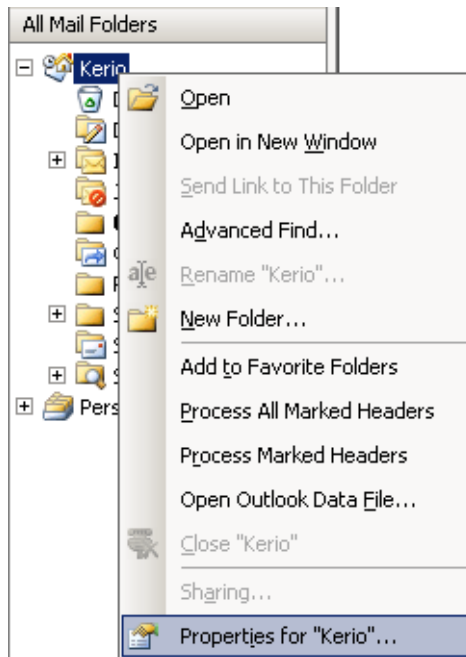 All Mail Folders
Kerio
Open
Open in New Window
Send Link to This Folder
Advanced Find...
Rename "Kerio"...
New Folder...
Add to Favorite Folders
Process All Marked Headers
Process Marked Headers
Open Outlook Data File...
Close "Kerio"
Sharing...
Pers
Properties for "Kerio"...